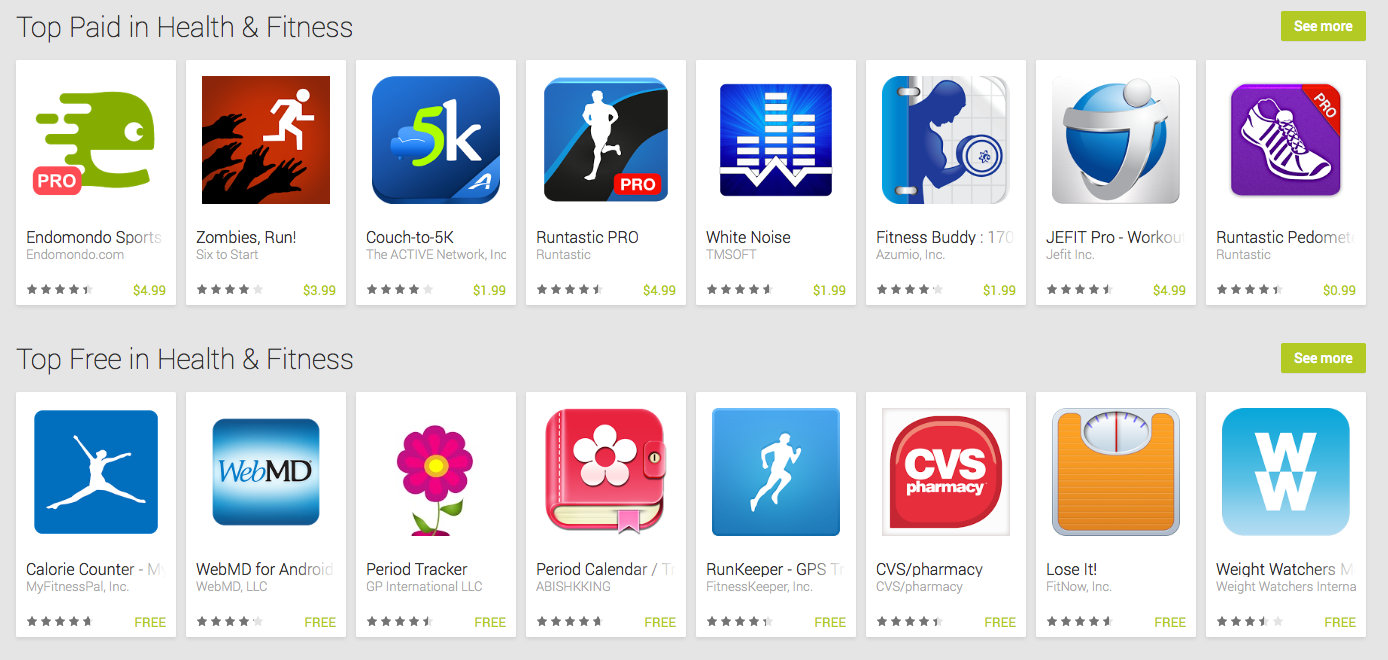 Top Paid in Health & Fitness
See more
PRO
5k
PRO
PRO
Endomondo Sports
Endomondo.com
$4.99
Zombies, Run!
Six to Start
$3.99
Couch-to-5K
The ACTIVE Network, Inc
$1.99
Runtastic PRO
Runtastic
$4.99
White Noise
TMSOFT
$1.99
Fitness Buddy : 170
Azumio, Inc.
$1.99
JEFIT Pro - Workou
Jefit Inc.
$4.99
Runtastic Pedomet
Runtastic
$0.99
Top Free in Health & Fitness
See more
WebMD
CVS
pharmacy
W
W
Calorie Counter - My
MyFitnessPal, Inc.
FREE
WebMD for Android
WebMD, LLC
FREE
Period Tracker
GP International LLC
FREE
Period Calendar / Tr
ABISHKKING
FREE
RunKeeper - GPS Tr
FitnessKeeper, Inc.
FREE
CVS/pharmacy
CVS/pharmacy
FREE
Lose It!
FitNow, Inc.
FREE
Weight Watchers M
Weight Watchers Interna
FREE